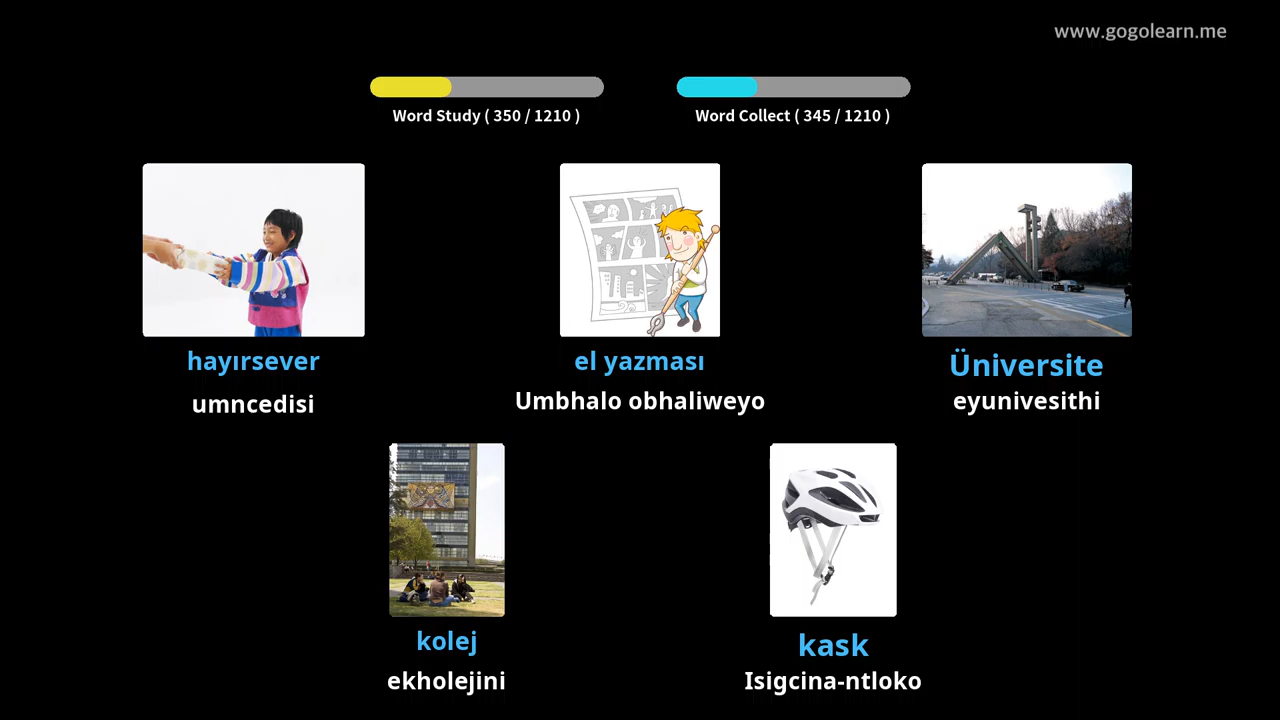 www.gogolearn.me
Word Study ( 350 / 1210 )
Word Collect ( 345 / 1210 )
hayırsever
umncedisi
el yazması
Umbhalo obhaliweyo
Üniversite
eyunivesithi
kolej
ekholejini
kask
Isigcina-ntloko